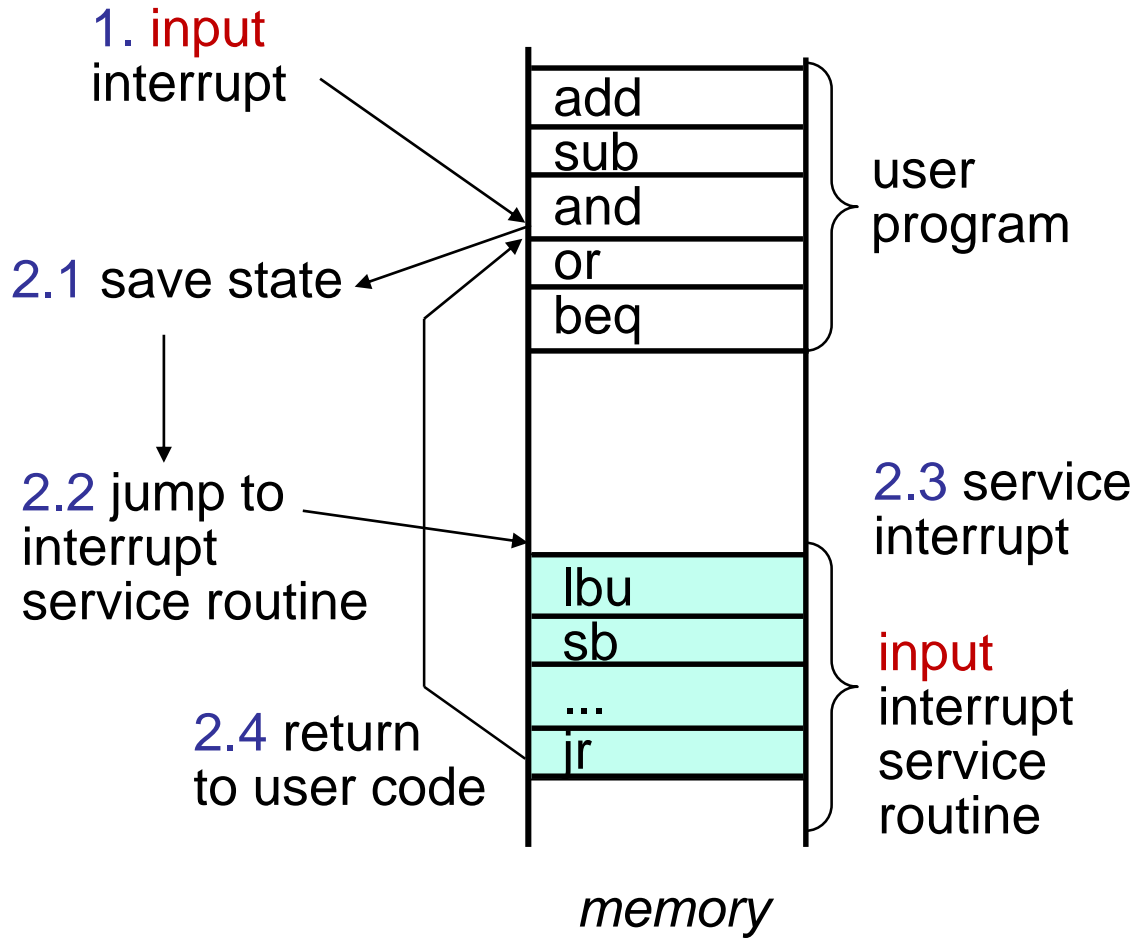 1. input
interrupt
add
sub
and
or
beq
user
program
2.1 save state
2.2 jump to
interrupt
service routine
2.3 service
interrupt
lbu
sb
...
jr
input
interrupt
service
routine
2.4 return
to user code
memory